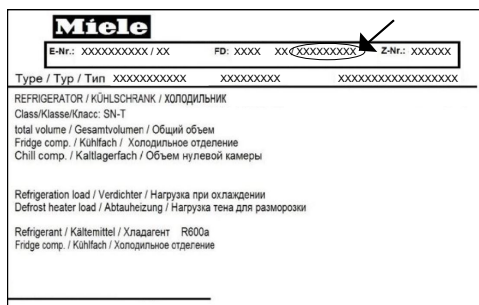 Miele
E-Nr.: XXXXXXXXXX / XX FD: XXXX XX XXXXXXXXXX Z-Nr.: XXXXXX
Type / Typ / Тип XXXXXXXXXXX XXXXXXXXX XXXXXXXXXXXXXXXXXX
REFRIGERATOR / KÜHLSCHRANK / ХОЛОДИЛЬНИК
Class/Klasse/Класс: SN-T
total volume / Gesamtvolumen / Общий объем
Fridge comp. / Kühlfach / Холодильное отделение
Chill comp. / Kaltlagerfach / Объем нулевой камеры
Refrigeration load / Verdichter / Нагрузка при охлаждении
Defrost heater load / Abtauheizung / Нагрузка тена для разморозки
Refrigerant / Kältemittel / Хладагент R600a
Fridge comp. / Kühlfach / Холодильное отделение